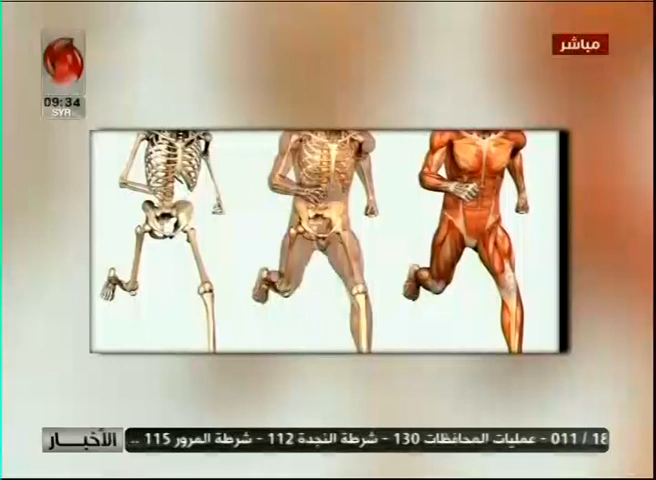 مباشر
09:34
SYR
الأخبار
011 / 18 - عمليات المحافظات 130 - شرطة النجدة 112 - شرطة المرور 115 ..